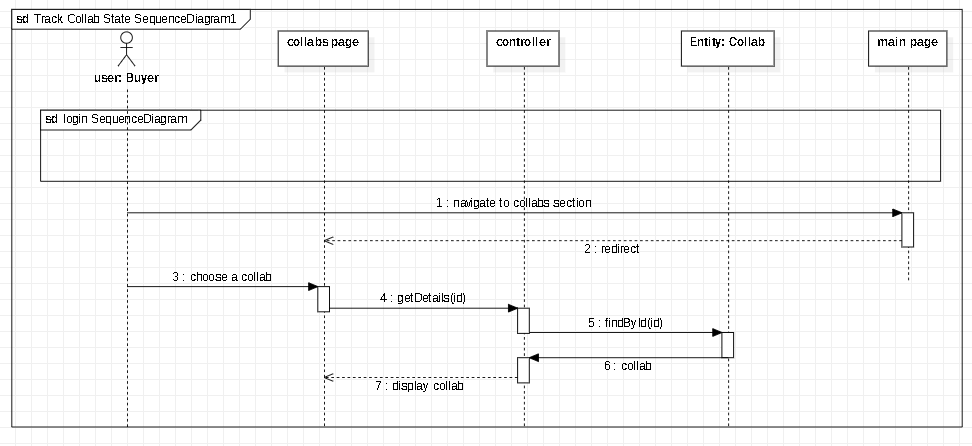 sd Track Collab State SequenceDiagram1
collabs page
controller
Entity: Collab
main page
user: Buyer
sd login SequenceDiagram
1 : navigate to collabs section
2 : redirect
3 : choose a collab
4 : getDetails(id)
5 : findById(id)
6 : collab
7 : display collab